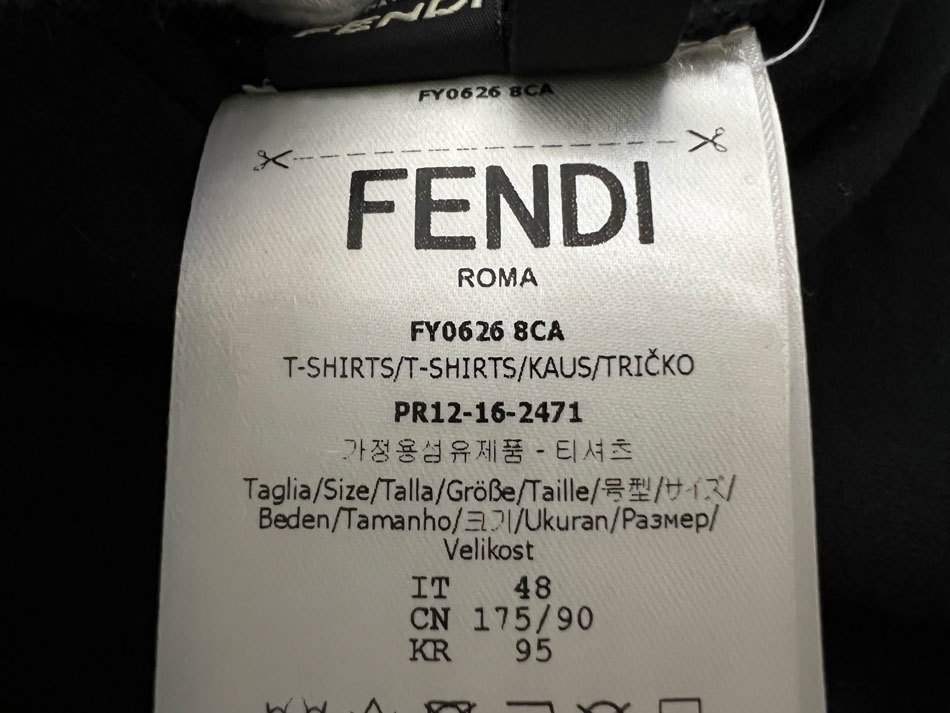 FENDI
FY0626 8CA
FENDI
ROMA
FY0626 8CA
T-SHIRTS/T-SHIRTS/KAUS/TRIČKO
PR12-16-2471
가정용섬유제품 - 티셔츠
Taglia/Size/Talla/Größe/Taille/号型/サイズ/
Beden/Tamanho/크기/Ukuran/Размер/
Velikost
IT 48
CN 175/90
KR 95